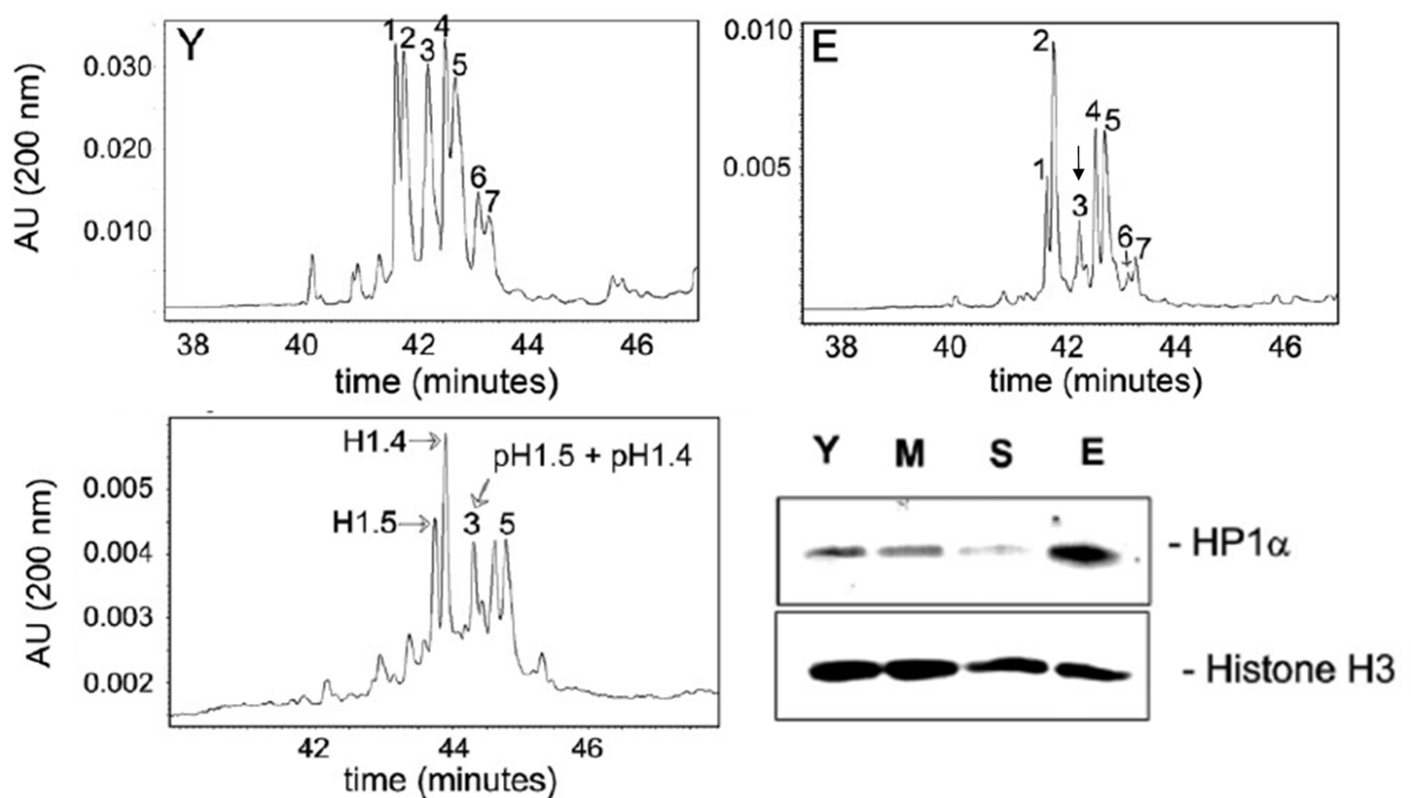 Y
AU (200 nm)
0.030
0.020
0.010
1
2
3
4
5
6
7
38 40 42 44 46
time (minutes)
E
0.010
0.005
1
2
3
4
5
6
7
38 40 42 44 46
time (minutes)
AU (200 nm)
0.005
0.004
0.003
0.002
H1.4
H1.5
pH1.5 + pH1.4
3
5
42 44 46
time (minutes)
Y M S E
- HP1α
- Histone H3